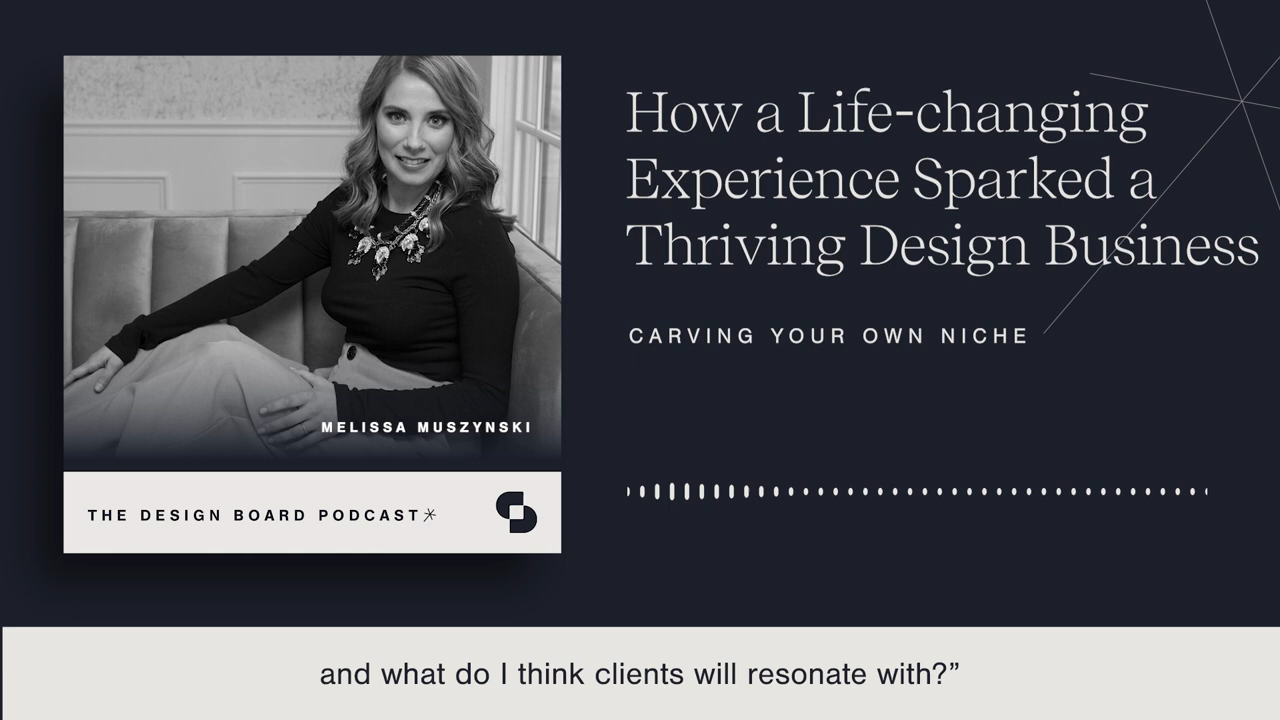 How a Life-changing
Experience Sparked a
Thriving Design Business
CARVING YOUR OWN NICHE
MELISSA MUSZYNSKI
THE DESIGN BOARD PODCAST*
and what do I think clients will resonate with?”